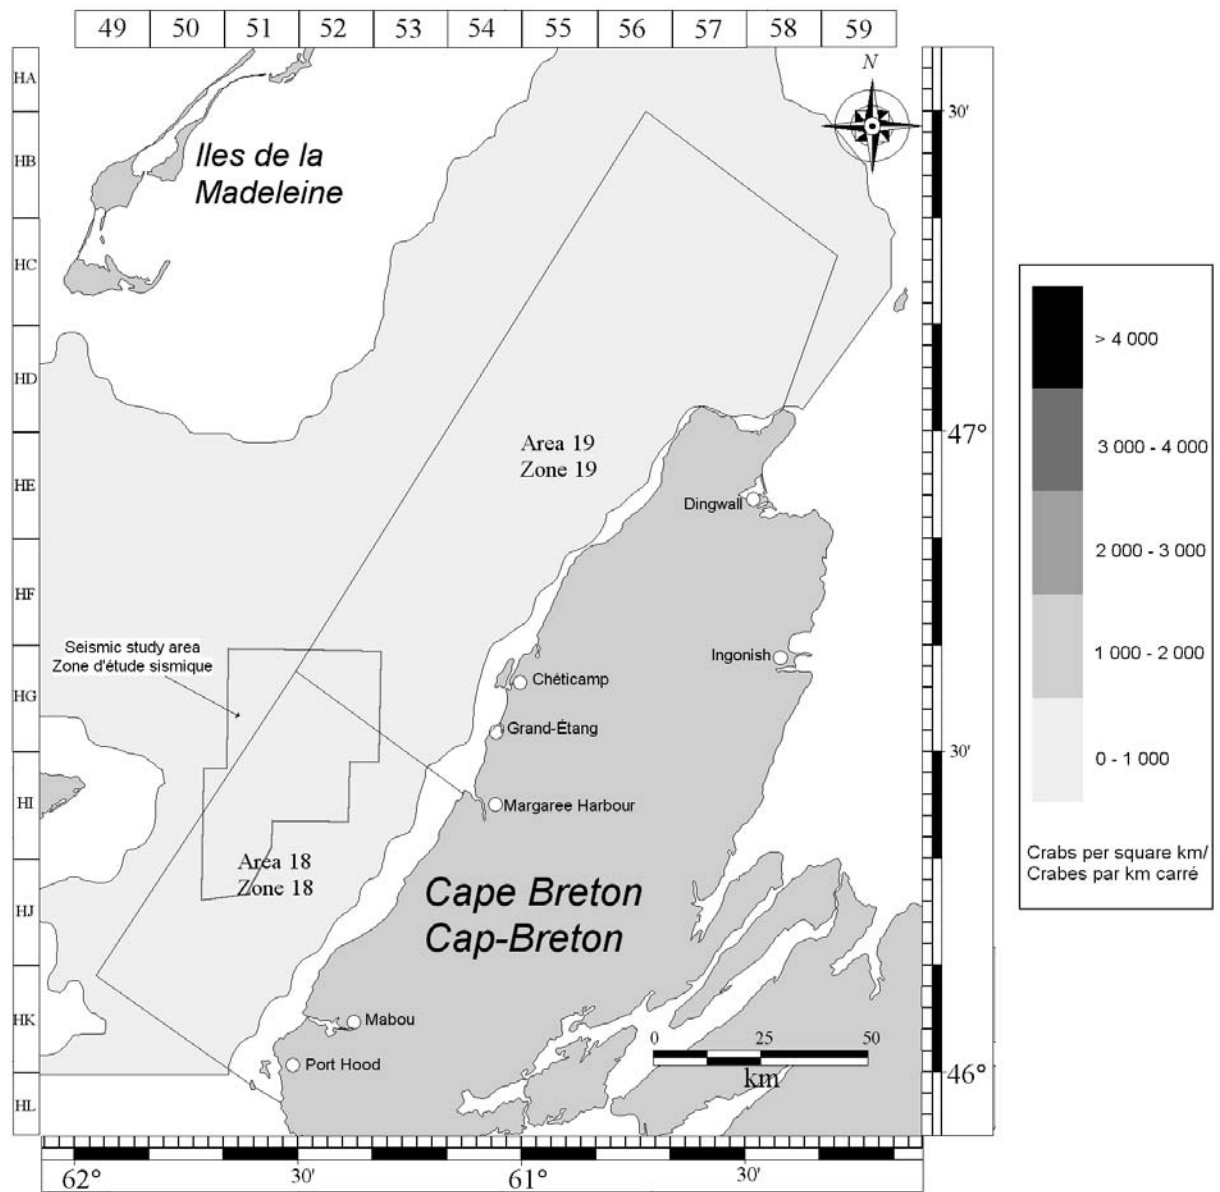 49 50 51 52 53 54 55 56 57 58 59
HA
HB
HC
HD
HE
HF
HG
HI
HJ
HK
HL
N
30'
47°
30'
46°
Iles de la
Madeleine
Area 19
Zone 19
Dingwall
Ingonish
Seismic study area
Zone d'étude sismique
Chéticamp
Grand-Étang
Margaree Harbour
Area 18
Zone 18
Cape Breton
Cap-Breton
Mabou
Port Hood
0 25 50
km
62° 30' 61° 30'
> 4 000
3 000 - 4 000
2 000 - 3 000
1 000 - 2 000
0 - 1 000
Crabs per square km/
Crabes par km carré